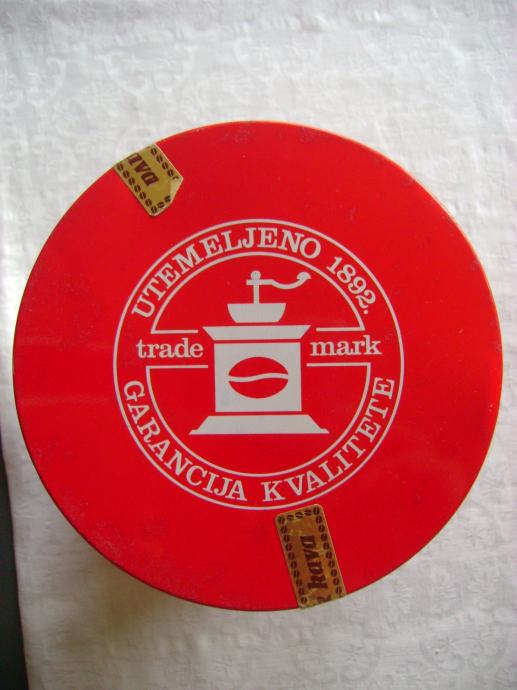 DAL
UTEMELJENO 1892.
trade mark
GARANCIJA KVALITETE
kava